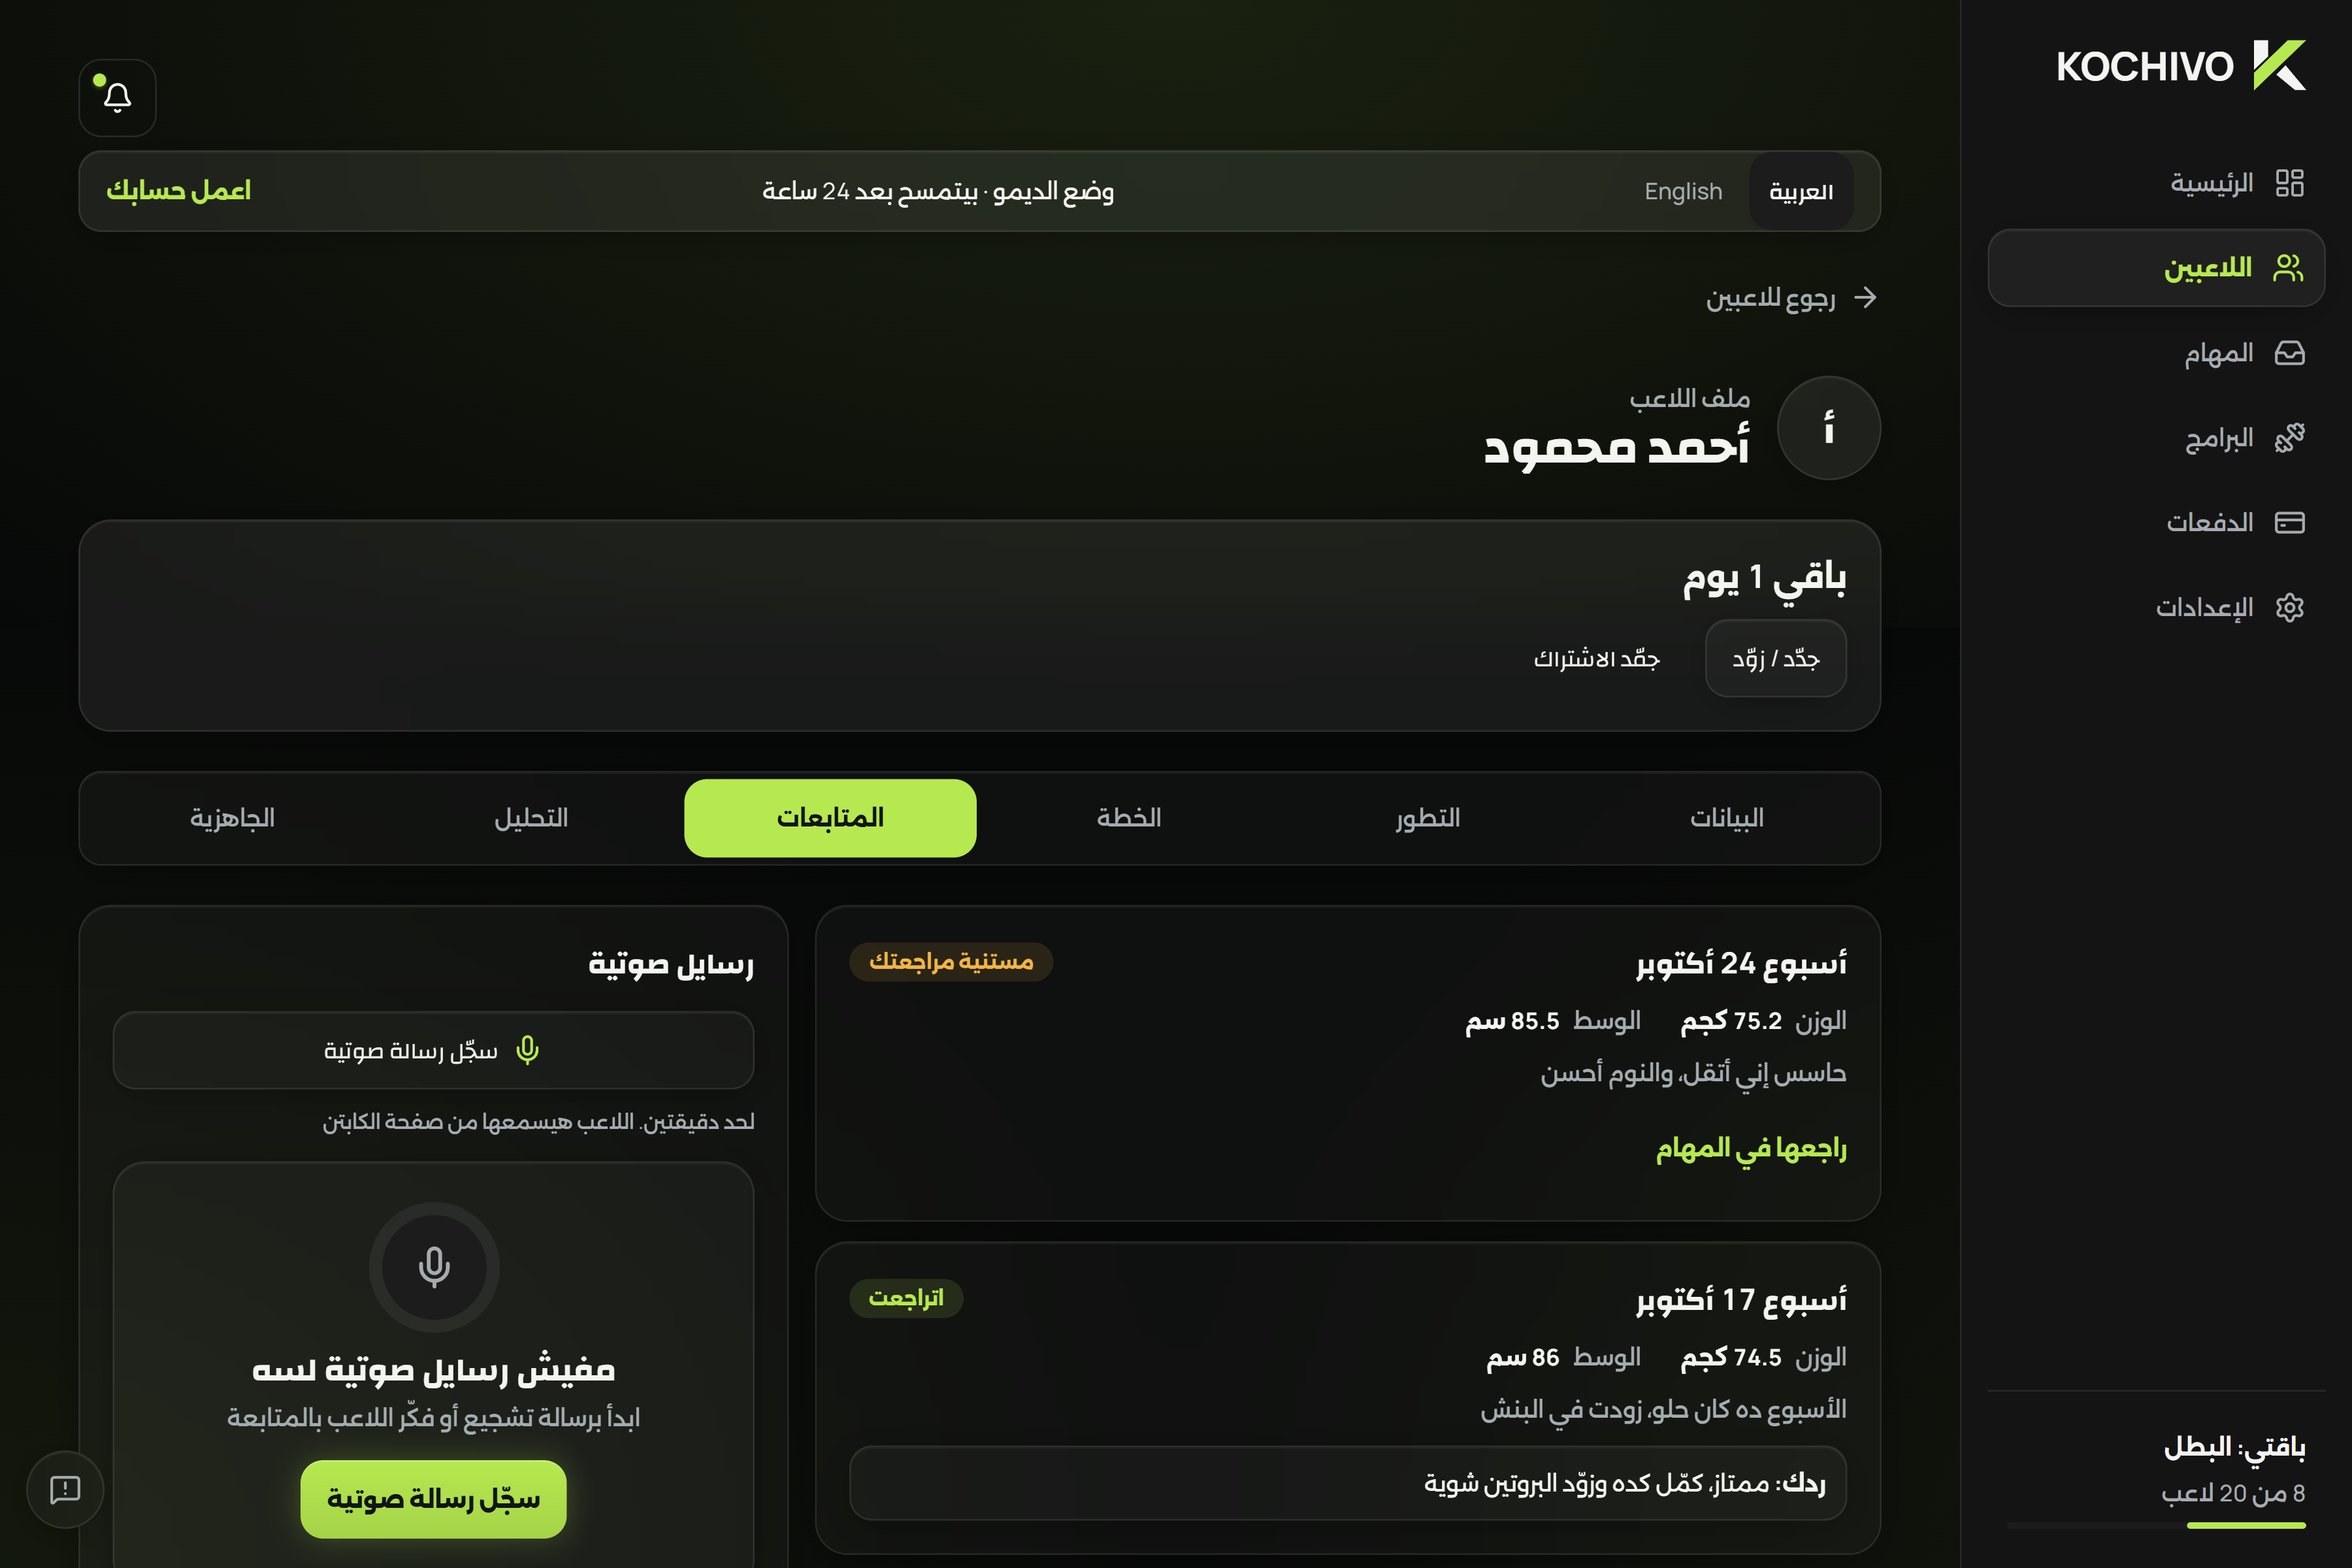 KOCHIVO
الرئيسية
اللاعبين
المهام
البرامج
الدفعات
الإعدادات
باقتي: البطل
8 من 20 لاعب
العربية
English
وضع الديمو · بيتمسح بعد 24 ساعة
اعمل حسابك
رجوع للاعبين
أ
ملف اللاعب
أحمد محمود
باقي 1 يوم
جدّد / زوّد
جمّد الاشتراك
البيانات
التطور
الخطة
المتابعات
التحليل
الجاهزية
أسبوع 24 أكتوبر
مستنية مراجعتك
الوزن 75.2 كجم الوسط 85.5 سم
حاسس إني أتقل، والنوم أحسن
راجعها في المهام
أسبوع 17 أكتوبر
اتراجعت
الوزن 74.5 كجم الوسط 86 سم
الأسبوع ده كان حلو، زودت في البنش
ردك: ممتاز، كمّل كده وزوّد البروتين شوية
رسايل صوتية
سجّل رسالة صوتية
لحد دقيقتين. اللاعب هيسمعها من صفحة الكابتن
مفيش رسايل صوتية لسه
ابدأ برسالة تشجيع أو فكّر اللاعب بالمتابعة
سجّل رسالة صوتية